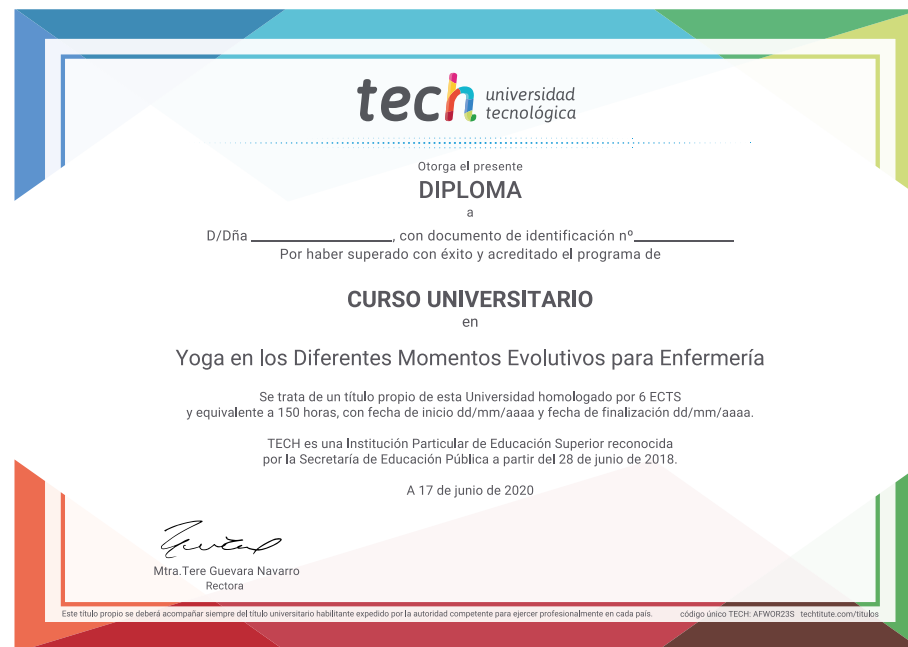 tech universidad
tecnológica
Otorga el presente
DIPLOMA
a
D/Dña ________________, con documento de identificación nº____________
Por haber superado con éxito y acreditado el programa de
CURSO UNIVERSITARIO
en
Yoga en los Diferentes Momentos Evolutivos para Enfermería
Se trata de un título propio de esta Universidad homologado por 6 ECTS
y equivalente a 150 horas, con fecha de inicio dd/mm/aaaa y fecha de finalización dd/mm/aaaa.
TECH es una Institución Particular de Educación Superior reconocida
por la Secretaría de Educación Pública a partir del 28 de junio de 2018.
A 17 de junio de 2020
Mtra.Tere Guevara Navarro
Rectora
Este título propio se deberá acompañar siempre del título universitario habilitante expedido por la autoridad competente para ejercer profesionalmente en cada país. código único TECH: AFWOR23S techtitute.com/titulos